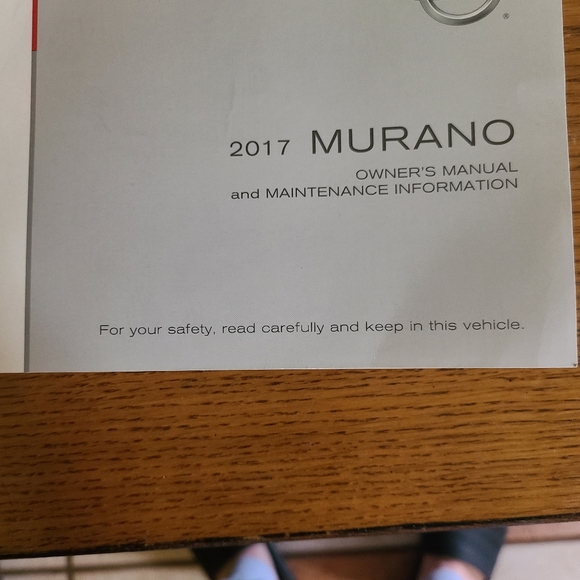 ®
2017 MURANO
OWNER'S MANUAL
and MAINTENANCE INFORMATION
For your safety, read carefully and keep in this vehicle.